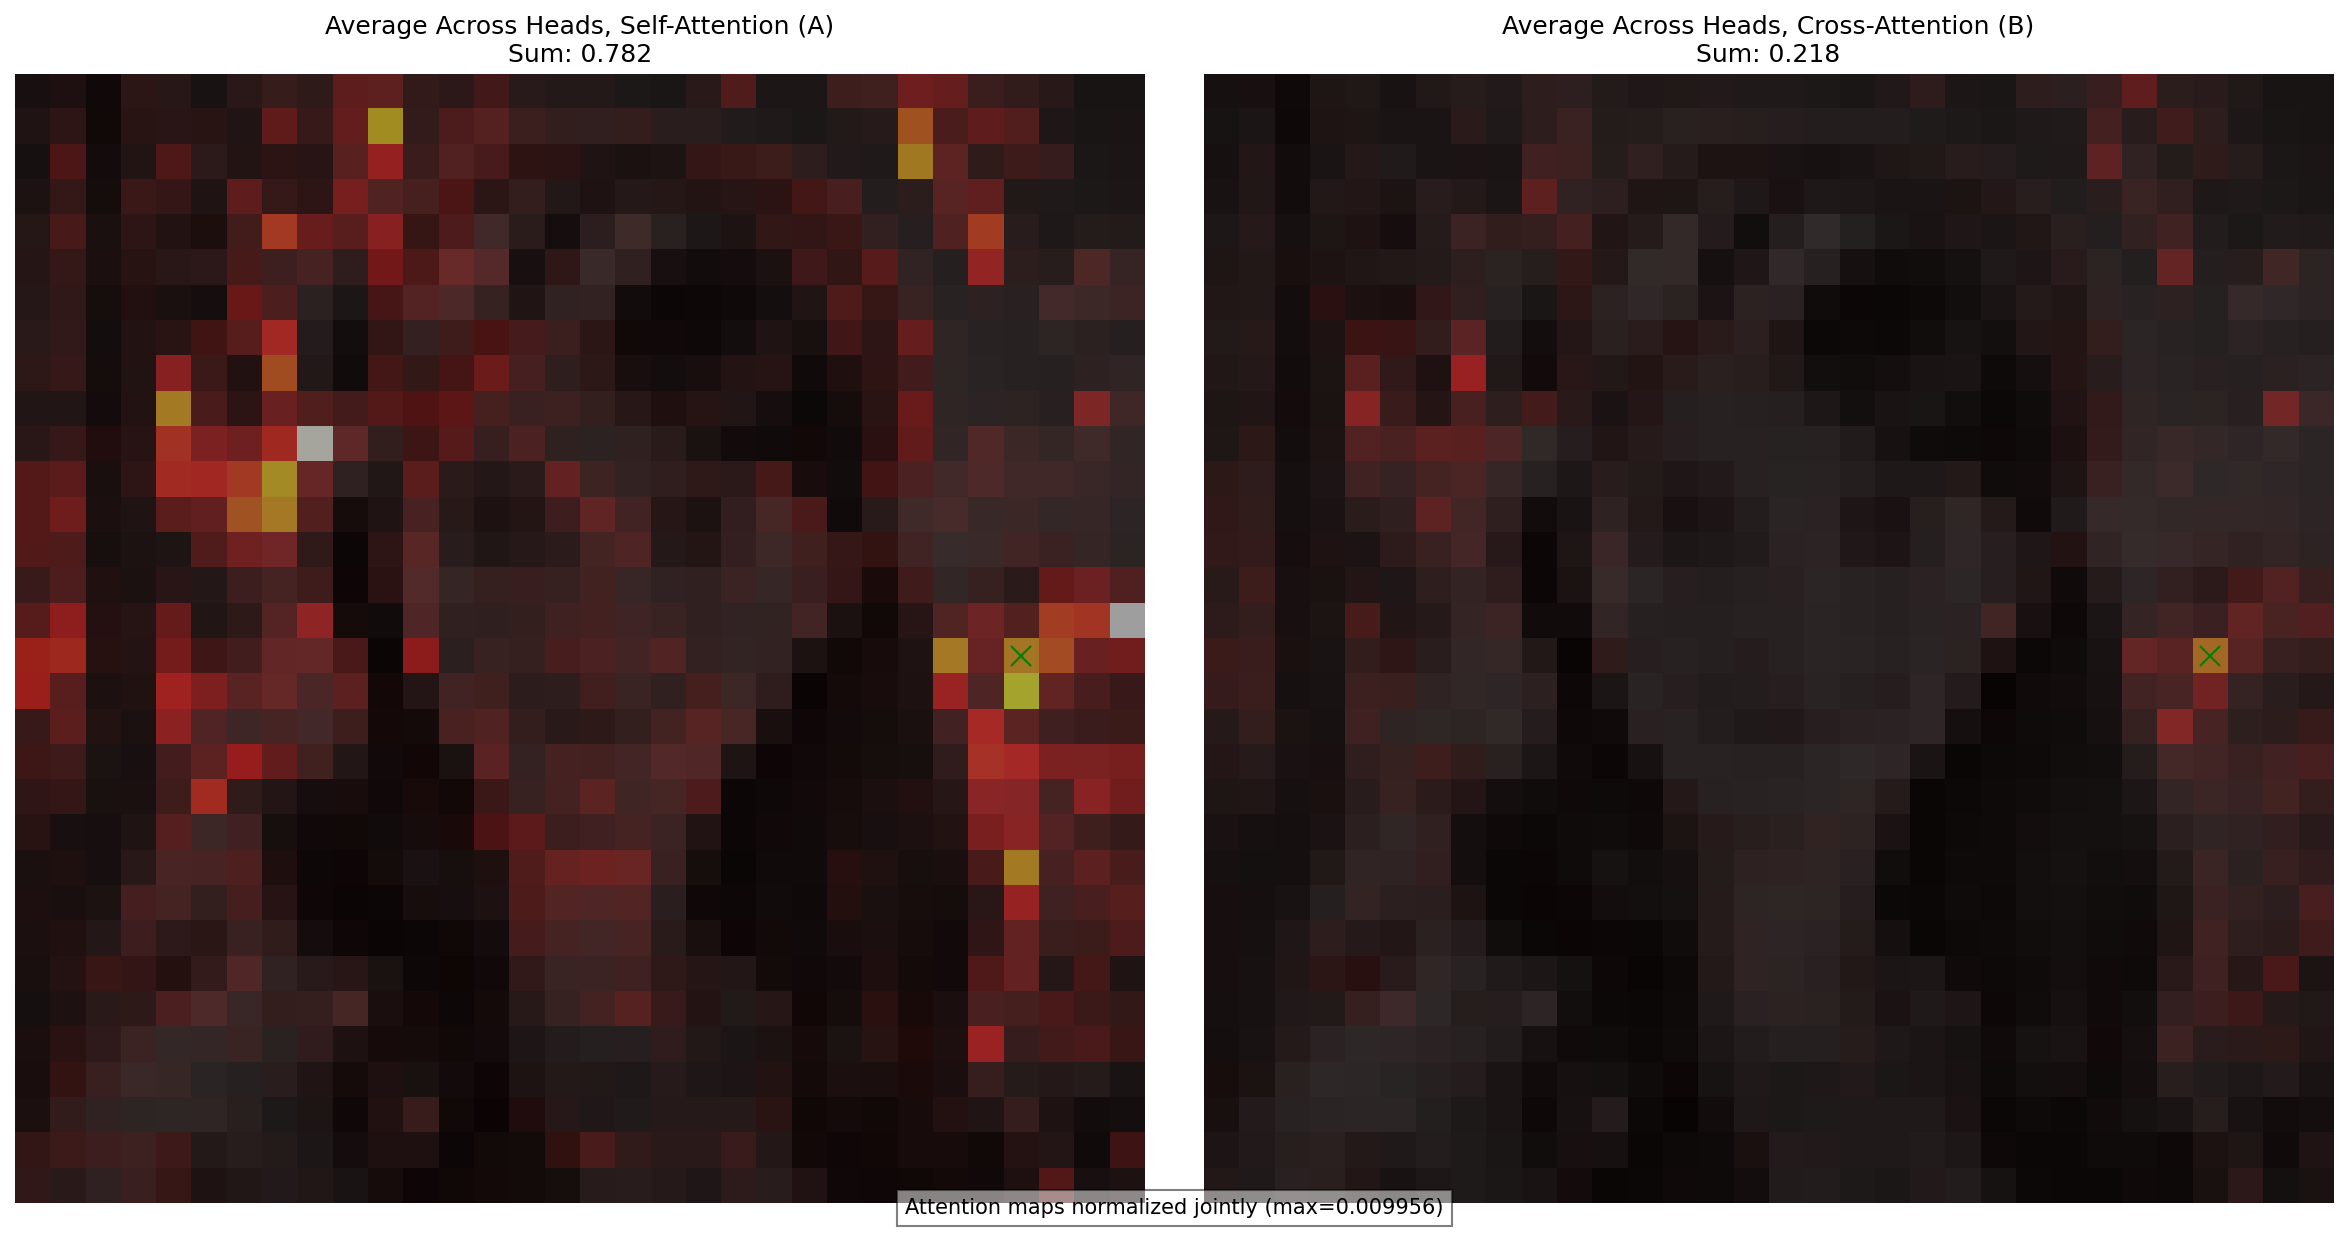 Average Across Heads, Self-Attention (A)
Sum: 0.782
Average Across Heads, Cross-Attention (B)
Sum: 0.218
Attention maps normalized jointly (max=0.009956)